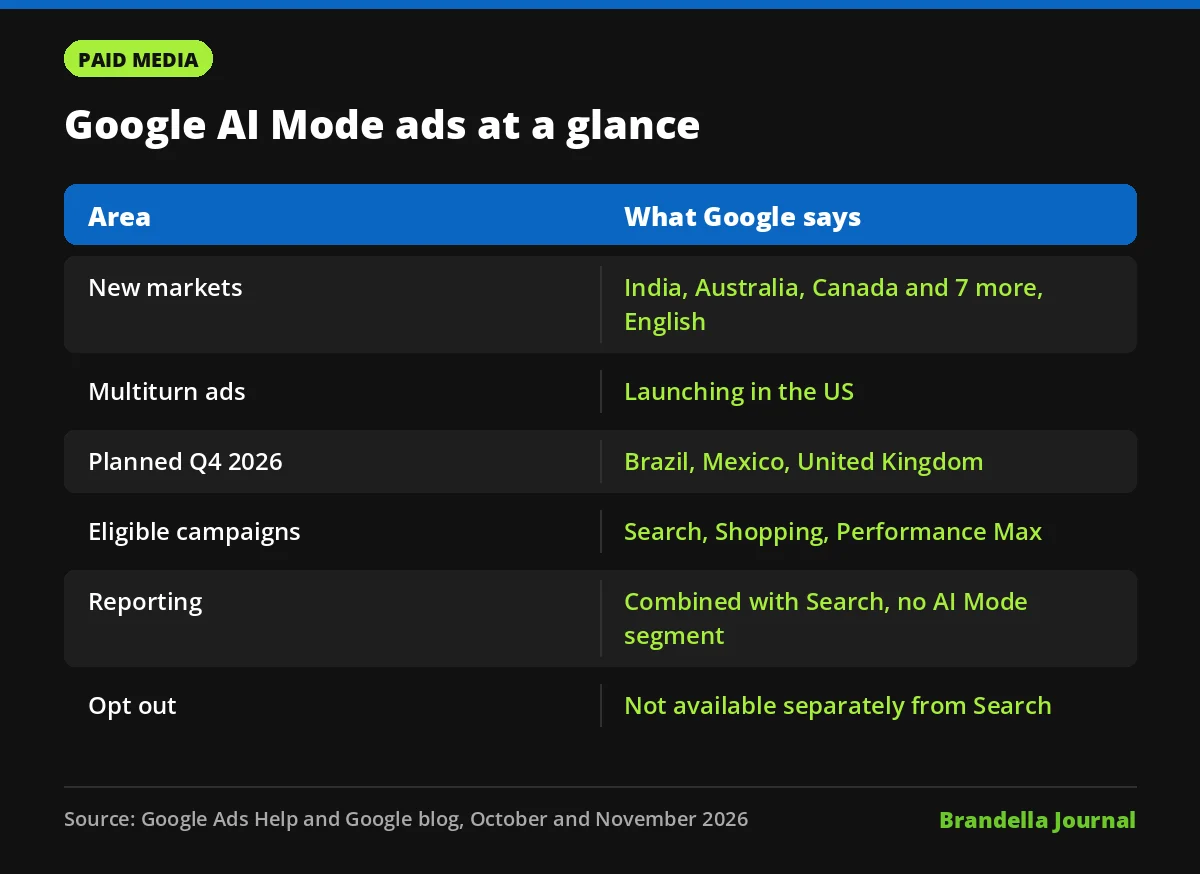 PAID MEDIA
Google AI Mode ads at a glance
Area
What Google says
New markets
India, Australia, Canada and 7 more,
English
Multiturn ads
Launching in the US
Planned Q4 2026
Brazil, Mexico, United Kingdom
Eligible campaigns
Search, Shopping, Performance Max
Reporting
Combined with Search, no AI Mode
segment
Opt out
Not available separately from Search
Source: Google Ads Help and Google blog, October and November 2026
Brandella Journal